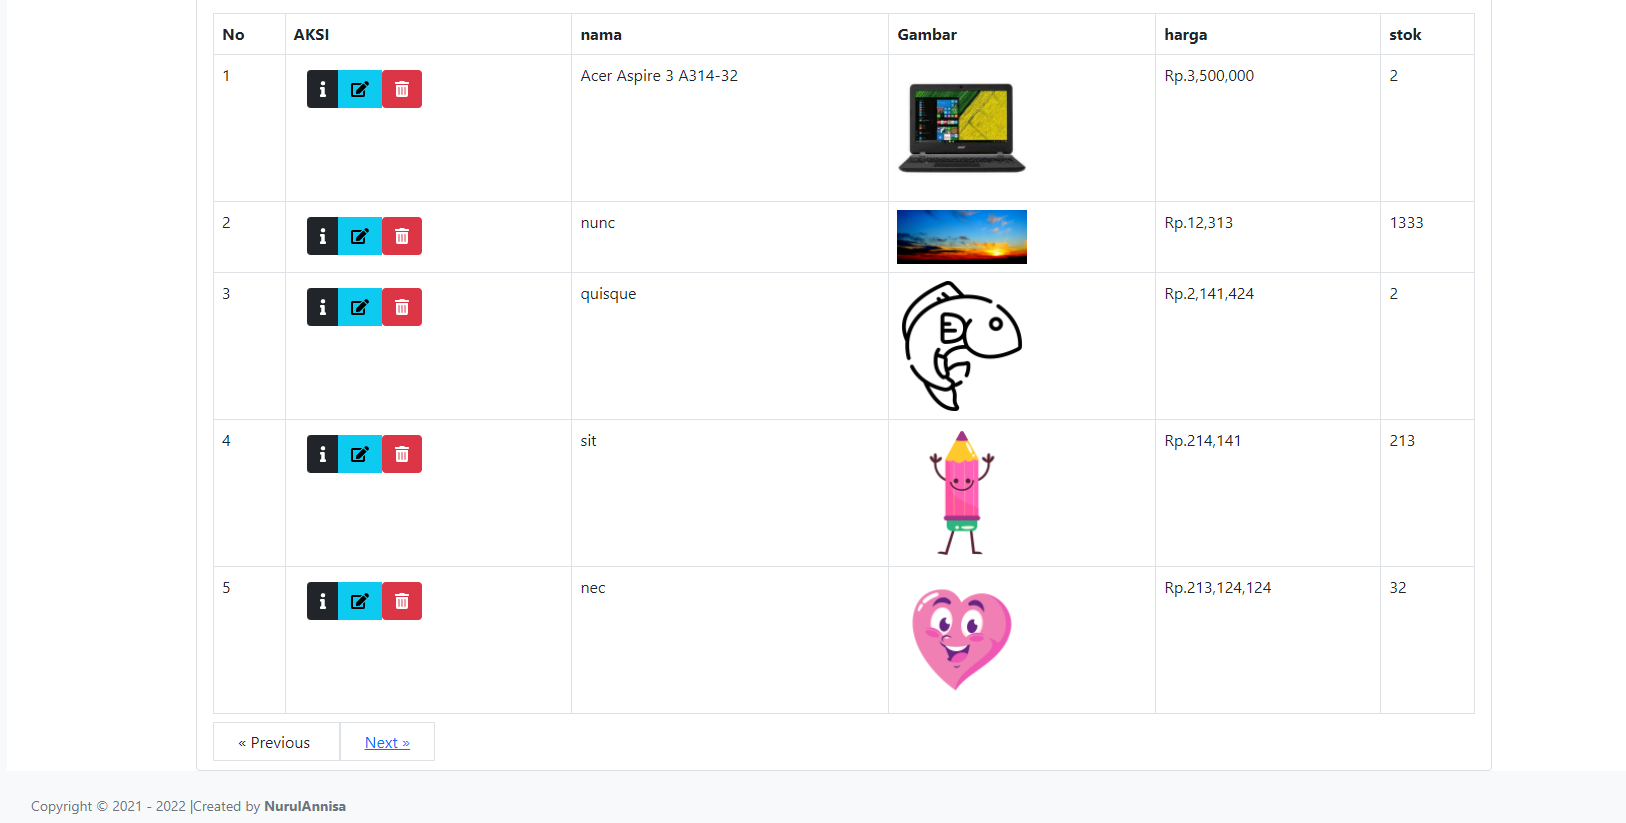 No AKSI nama Gambar harga stok
1 Acer Aspire 3 A314-32 Rp.3,500,000 2
2 nunc Rp.12,313 1333
3 quisque Rp.2,141,424 2
4 sit Rp.214,141 213
5 nec Rp.213,124,124 32
« Previous Next »
Copyright © 2021 - 2022 |Created by NurulAnnisa